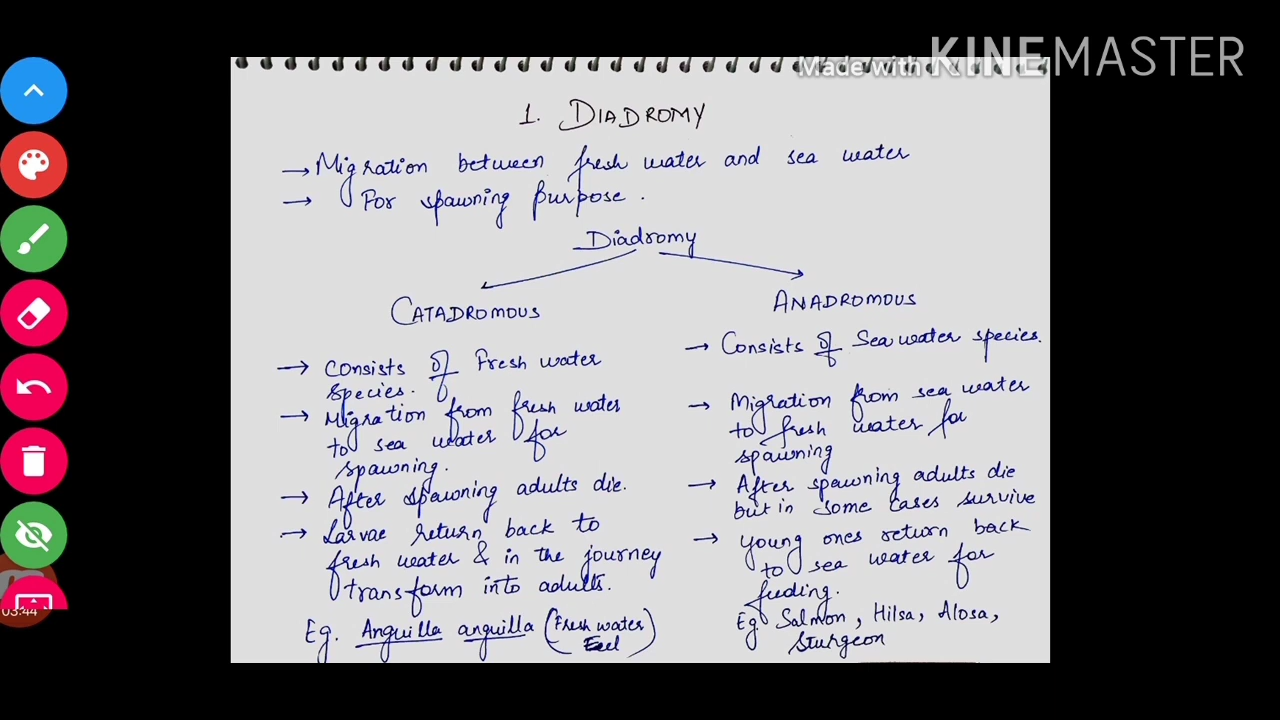 Made with KINEMASTER
1. DIADROMY
→ Migration between fresh water and sea water
→ For spawning purpose.
Diadromy
CATADROMOUS
→ consists of Fresh water
species.
→ Migration from fresh water
to sea water for
spawning.
→ After spawning adults die.
→ Larvae return back to
fresh water & in the journey
transform into adults.
Eg. Anguilla anguilla (Fresh water
Eel)
ANADROMOUS
→ Consists of Sea water species.
→ Migration from sea water
to fresh water for
spawning
→ After spawning adults die
but in some cases survive
→ young ones return back
to sea water for
feeding.
Eg. Salmon, Hilsa, Alosa,
Sturgeon
03:44